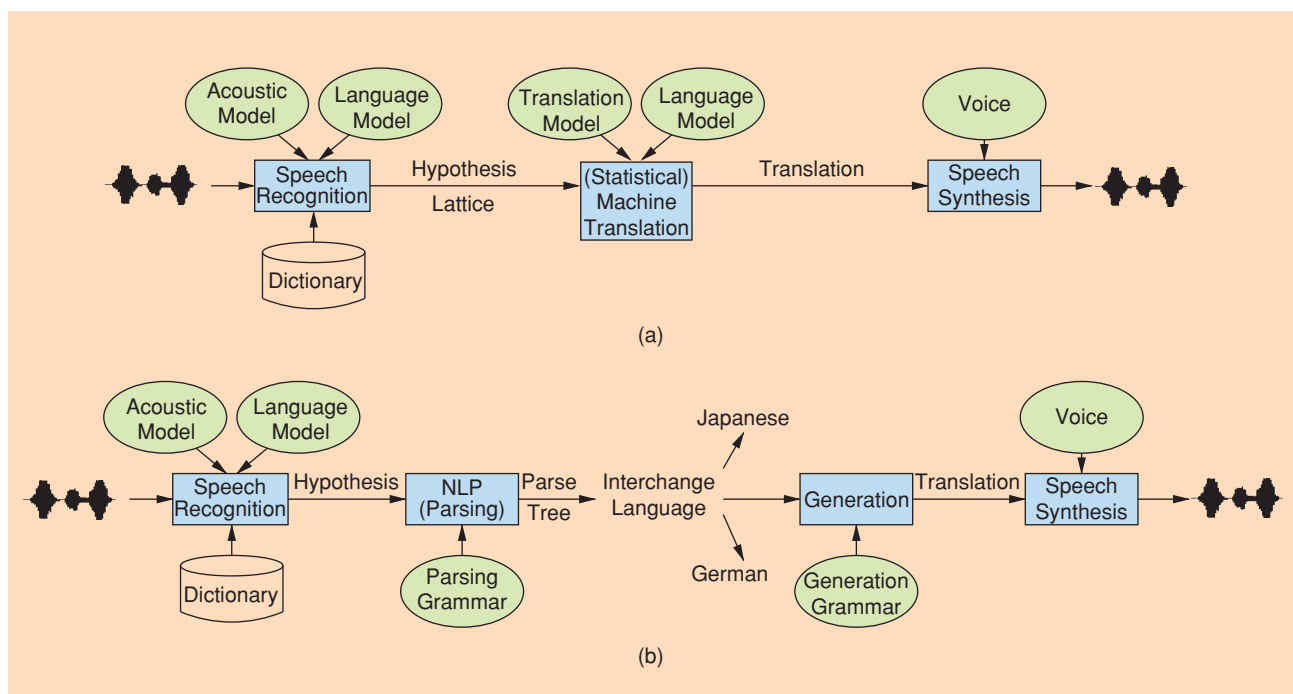 Acoustic
Model
Language
Model
Translation
Model
Language
Model
Voice
Speech
Recognition
Hypothesis
Lattice
(Statistical)
Machine
Translation
Translation
Speech
Synthesis
Dictionary
(a)
Acoustic
Model
Language
Model
Japanese
Voice
Speech
Recognition
Hypothesis
NLP
(Parsing)
Parse
Tree
Interchange
Language
Generation
Translation
Speech
Synthesis
Dictionary
Parsing
Grammar
German
Generation
Grammar
(b)